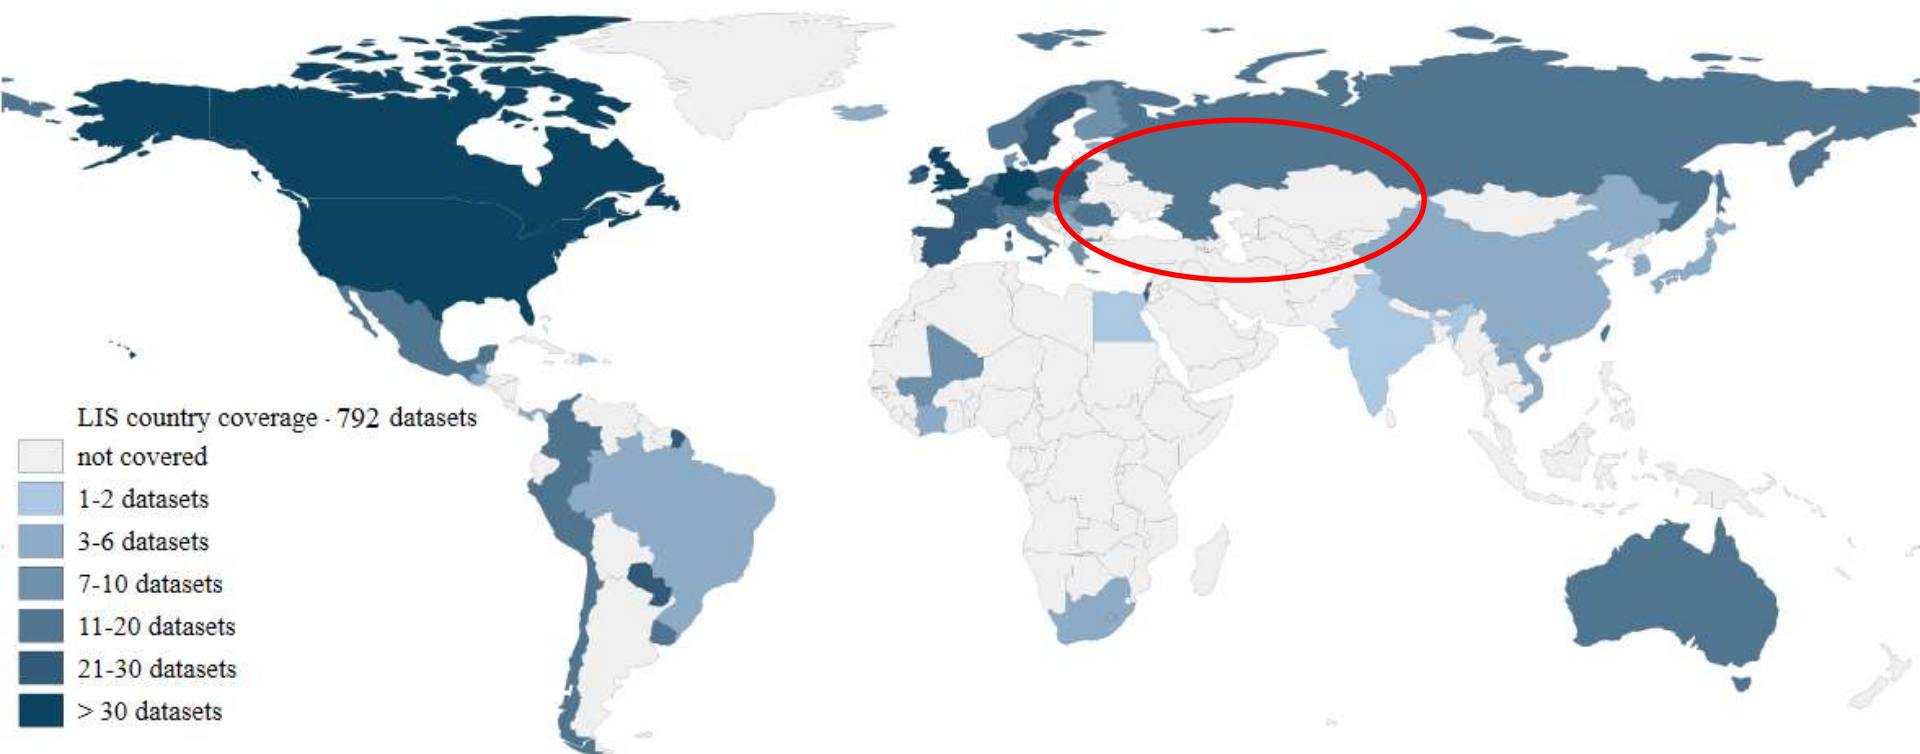 LIS country coverage - 792 datasets
not covered
1-2 datasets
3-6 datasets
7-10 datasets
11-20 datasets
21-30 datasets
> 30 datasets